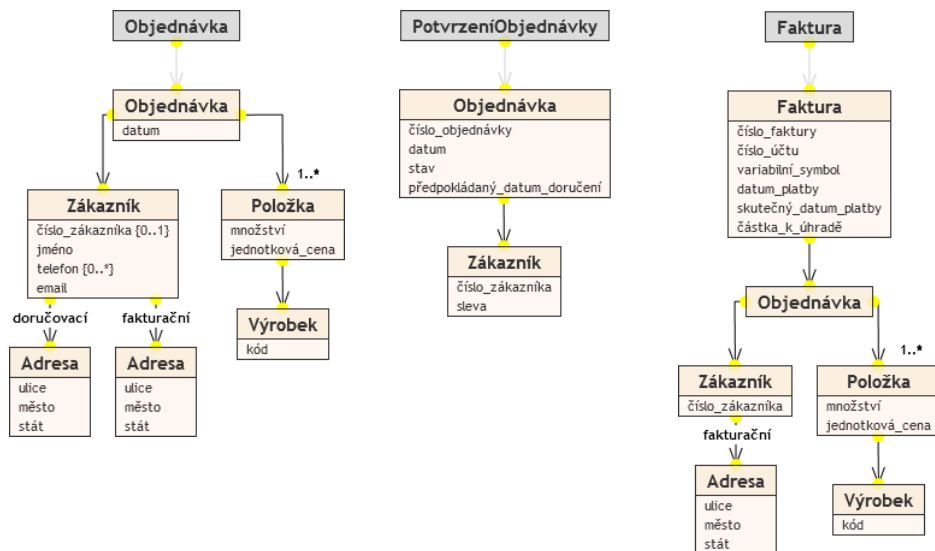 Objednávka
Objednávka
datum
1..*
Zákazník
číslo_zákazníka {0..1}
jméno
telefon {0..*}
email
Položka
množství
jednotková_cena
doručovací
fakturační
Výrobek
kód
Adresa
ulice
město
stát
Adresa
ulice
město
stát
PotvrzeníObjednávky
Objednávka
číslo_objednávky
datum
stav
předpokládaný_datum_doručení
Zákazník
číslo_zákazníka
sleva
Faktura
Faktura
číslo_faktury
číslo_účtu
variabilní_symbol
datum_platby
skutečný_datum_platby
částka_k_úhradě
Objednávka
1..*
Zákazník
číslo_zákazníka
Položka
množství
jednotková_cena
fakturační
Adresa
ulice
město
stát
Výrobek
kód